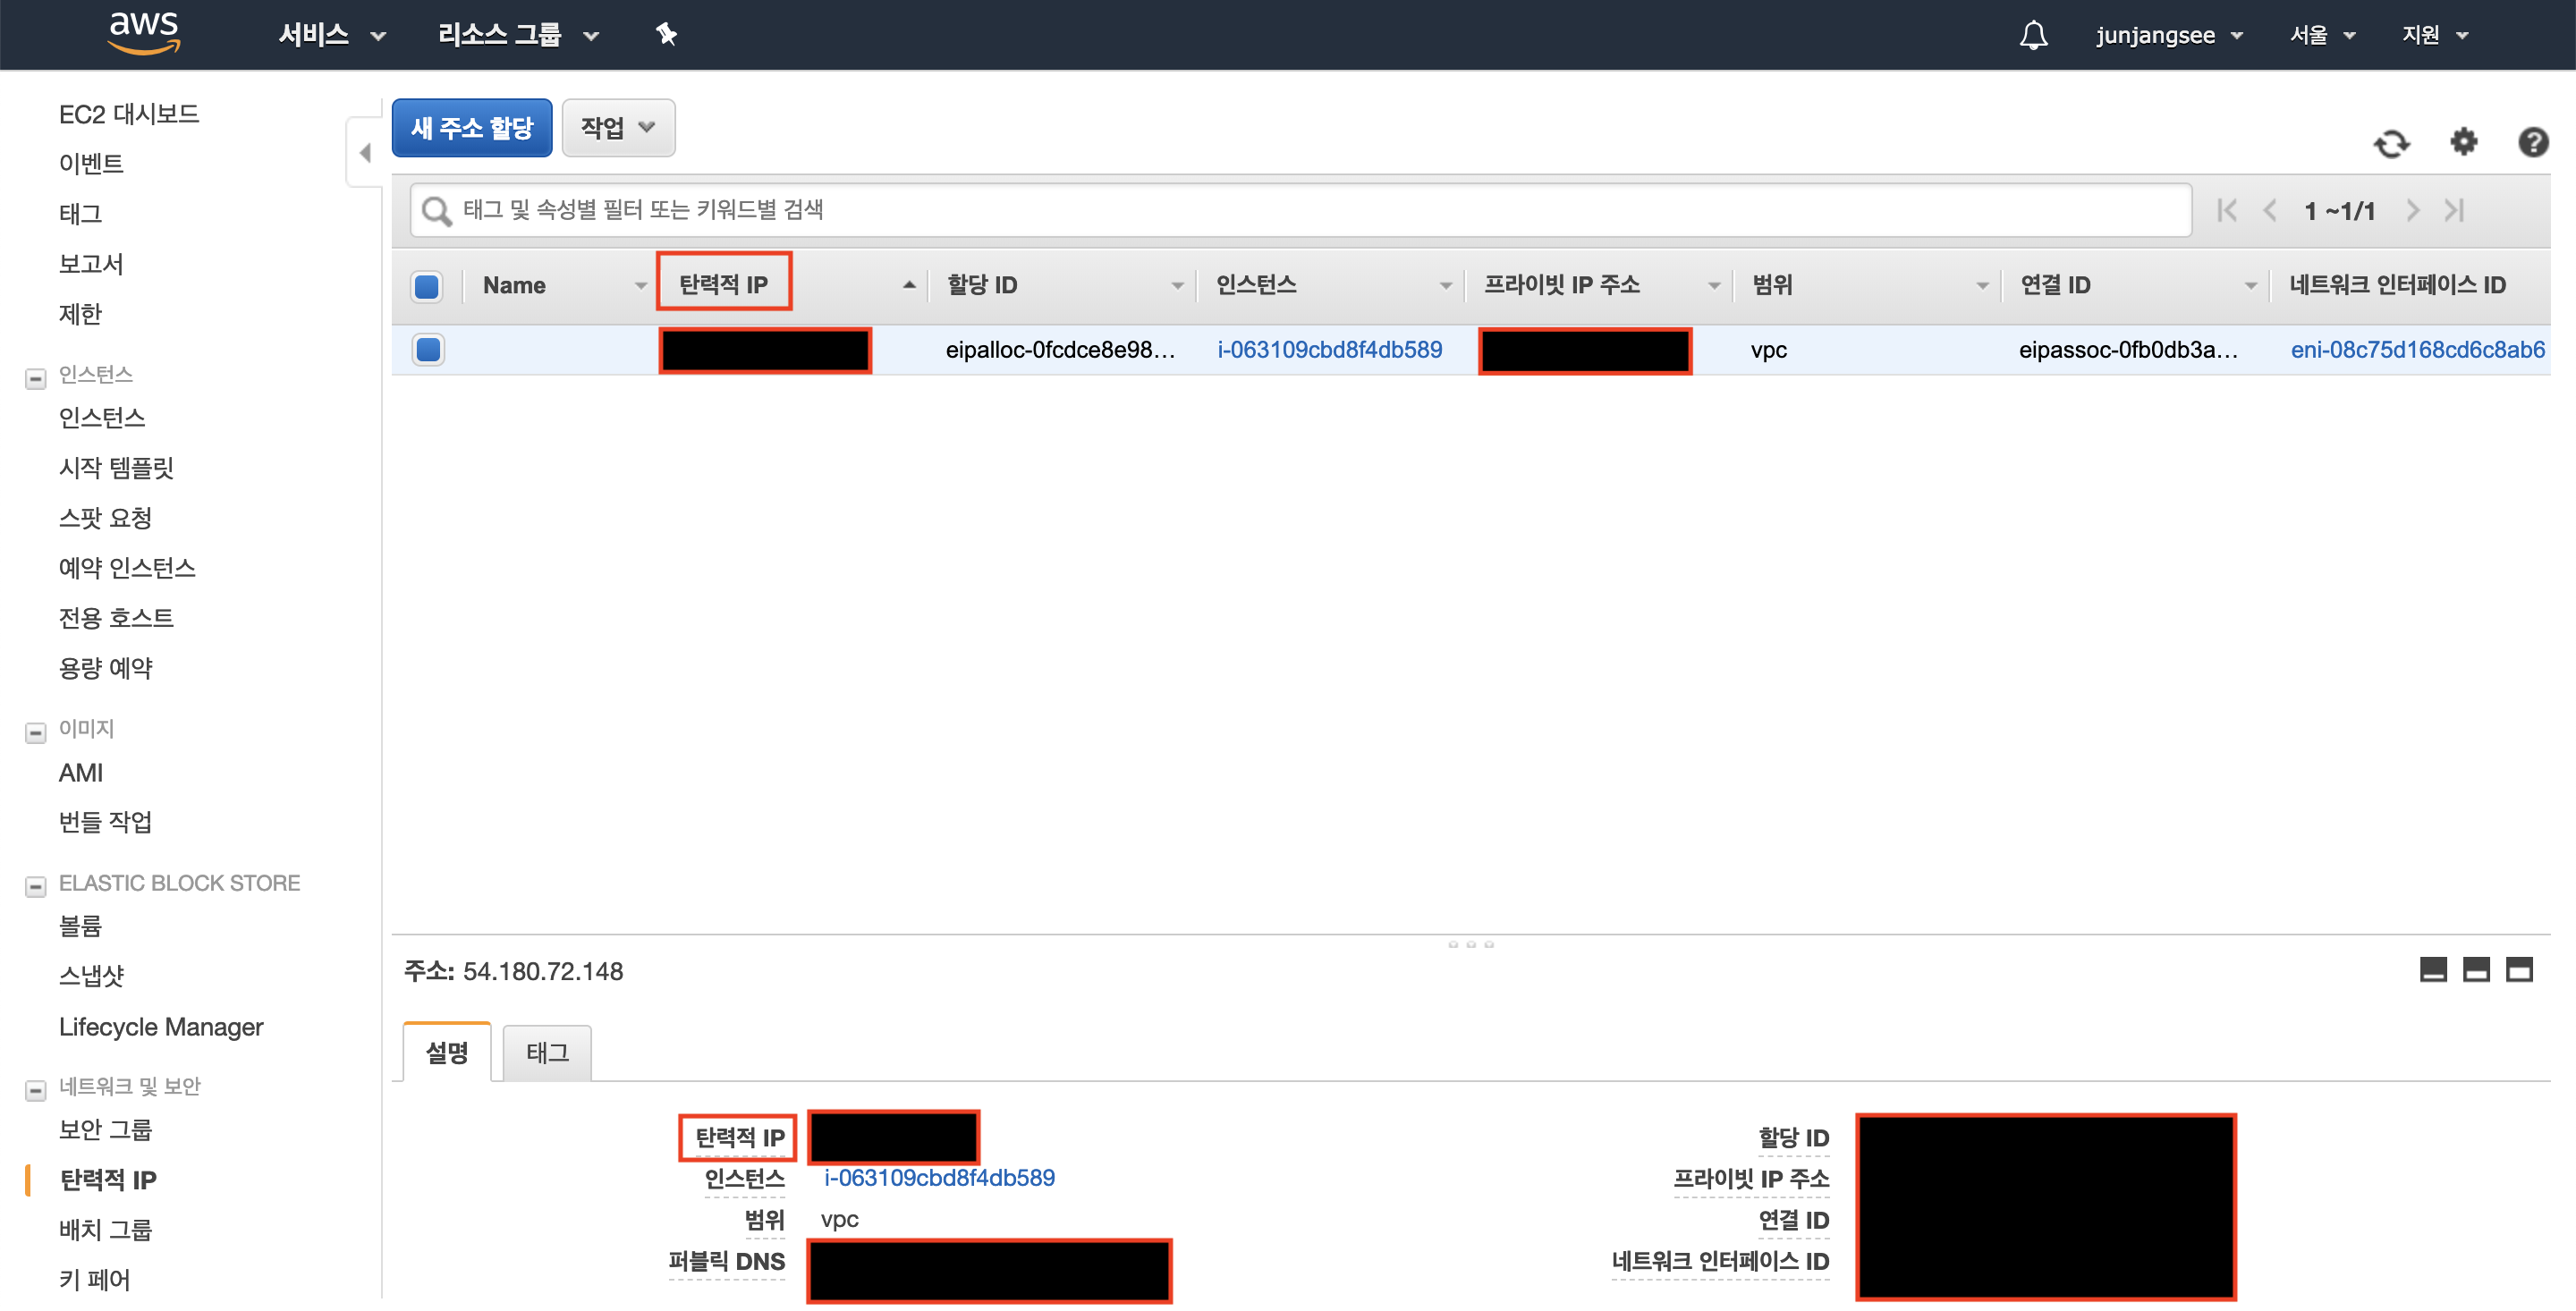 aws 서비스 리소스 그룹 junjangsee 서울 지원
EC2 대시보드
이벤트
태그
보고서
제한
인스턴스
인스턴스
시작 템플릿
스팟 요청
예약 인스턴스
전용 호스트
용량 예약
이미지
AMI
번들 작업
ELASTIC BLOCK STORE
볼륨
스냅샷
Lifecycle Manager
네트워크 및 보안
보안 그룹
탄력적 IP
배치 그룹
키 페어
새 주소 할당 작업
태그 및 속성별 필터 또는 키워드별 검색 1 ~1/1
Name 탄력적 IP 할당 ID 인스턴스 프라이빗 IP 주소 범위 연결 ID 네트워크 인터페이스 ID
eipalloc-0fcdce8e98... i-063109cbd8f4db589 vpc eipassoc-0fb0db3a... eni-08c75d168cd6c8ab6
주소: 54.180.72.148
설명 태그
탄력적 IP
인스턴스 i-063109cbd8f4db589
범위 vpc
퍼블릭 DNS
할당 ID
프라이빗 IP 주소
연결 ID
네트워크 인터페이스 ID